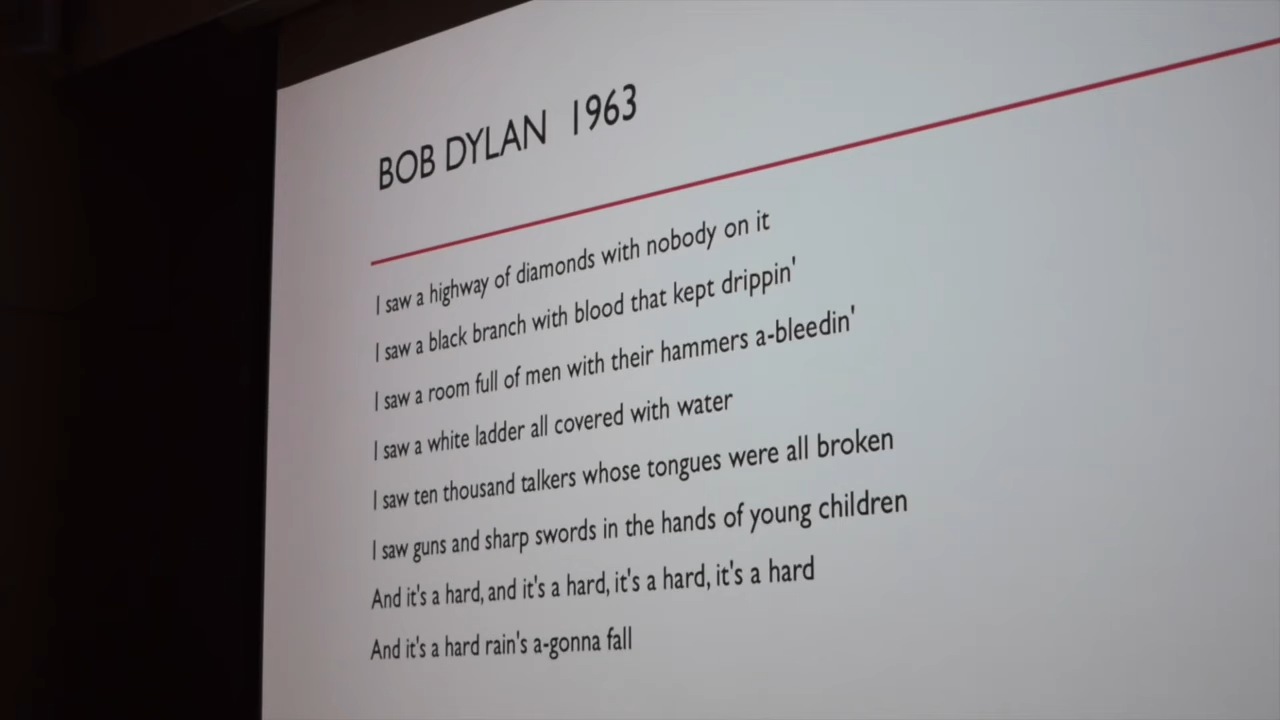 BOB DYLAN 1963
I saw a highway of diamonds with nobody on it
I saw a black branch with blood that kept drippin'
I saw a room full of men with their hammers a-bleedin'
I saw a white ladder all covered with water
I saw ten thousand talkers whose tongues were all broken
I saw guns and sharp swords in the hands of young children
And it's a hard, and it's a hard, it's a hard, it's a hard
And it's a hard rain's a-gonna fall